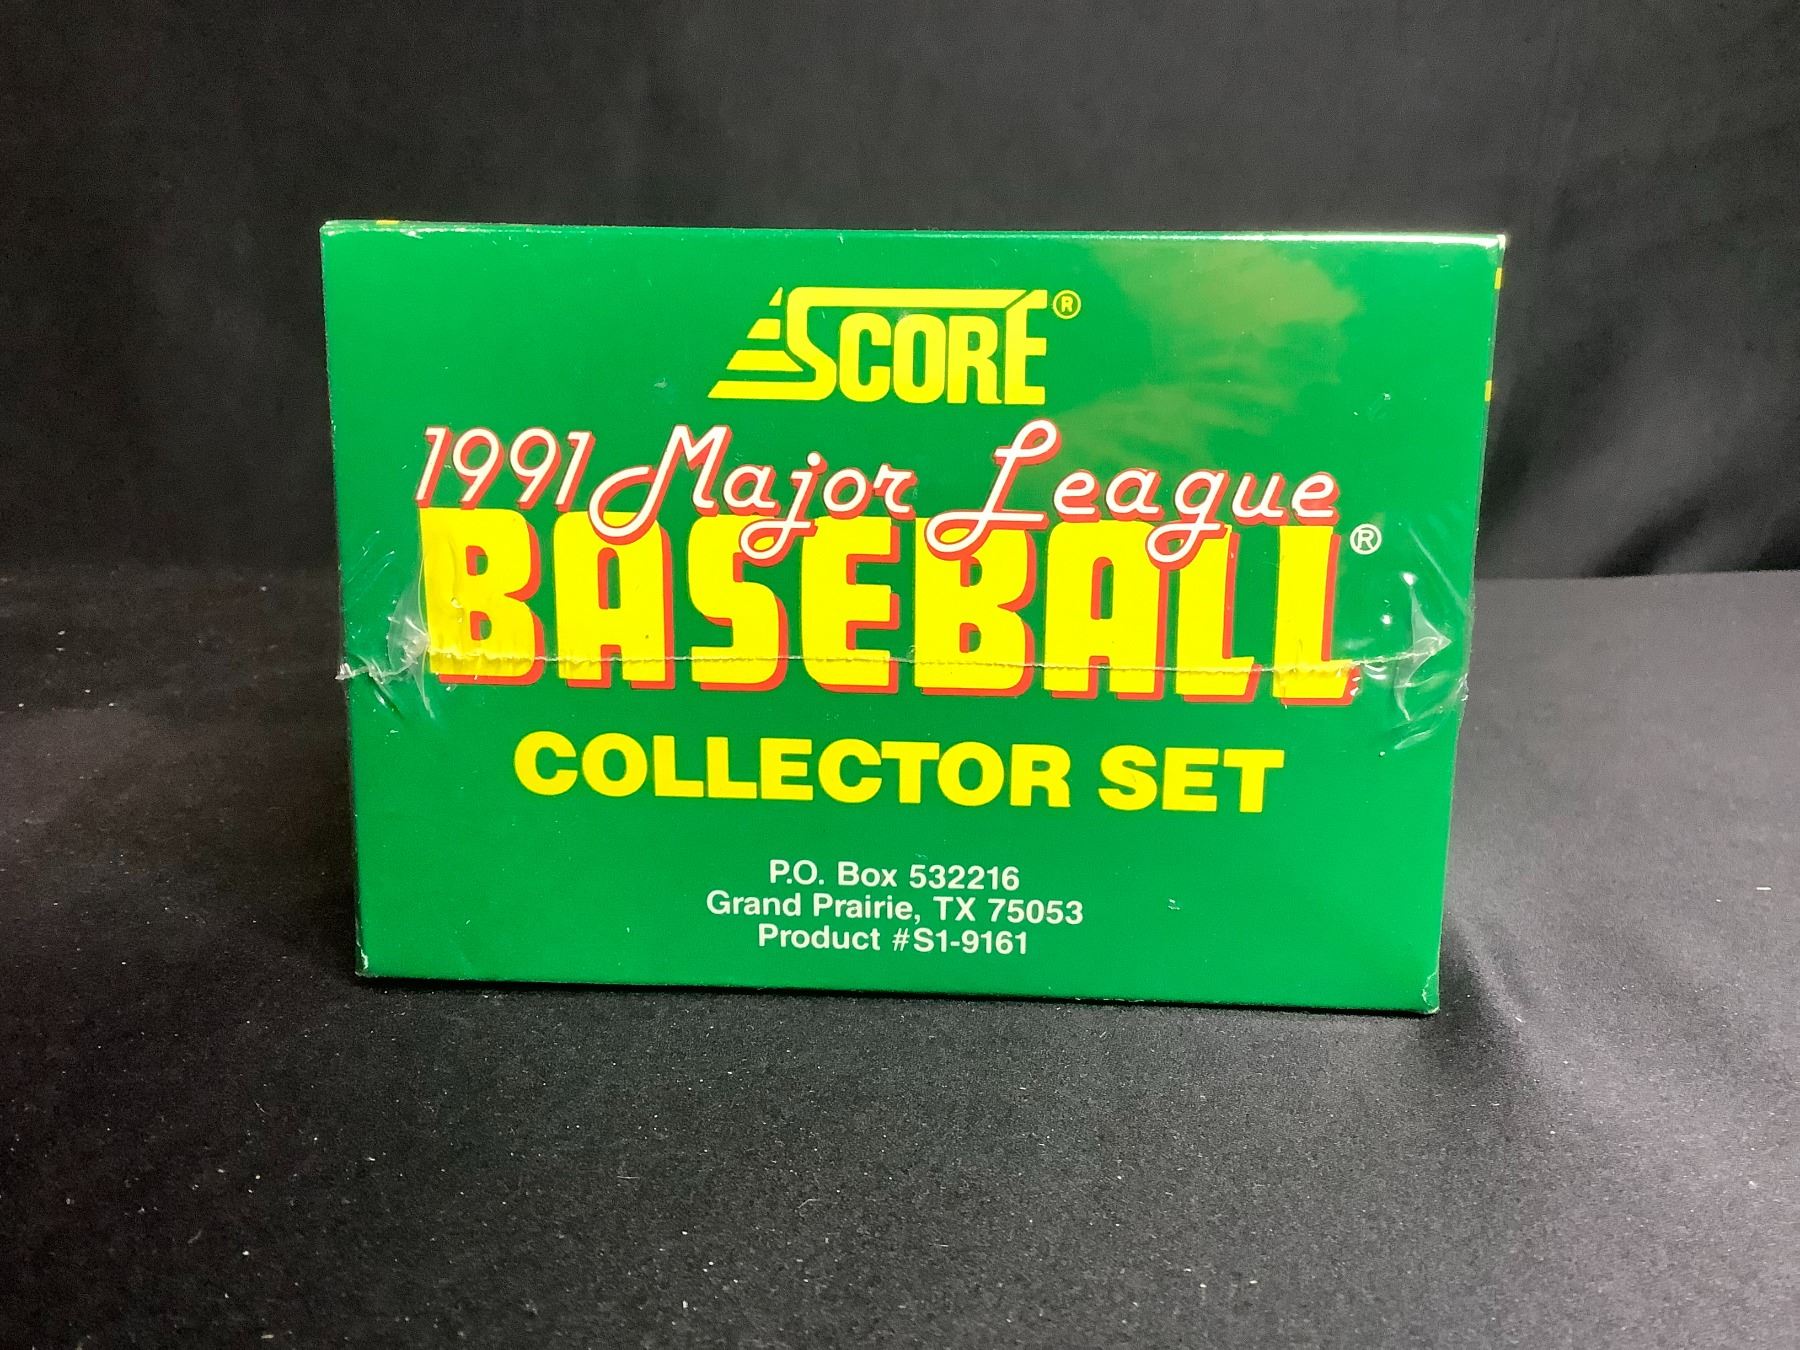 SCORE®
1991 Major League
BASEBALL®
COLLECTOR SET
P.O. Box 532216
Grand Prairie, TX 75053
Product #S1-9161